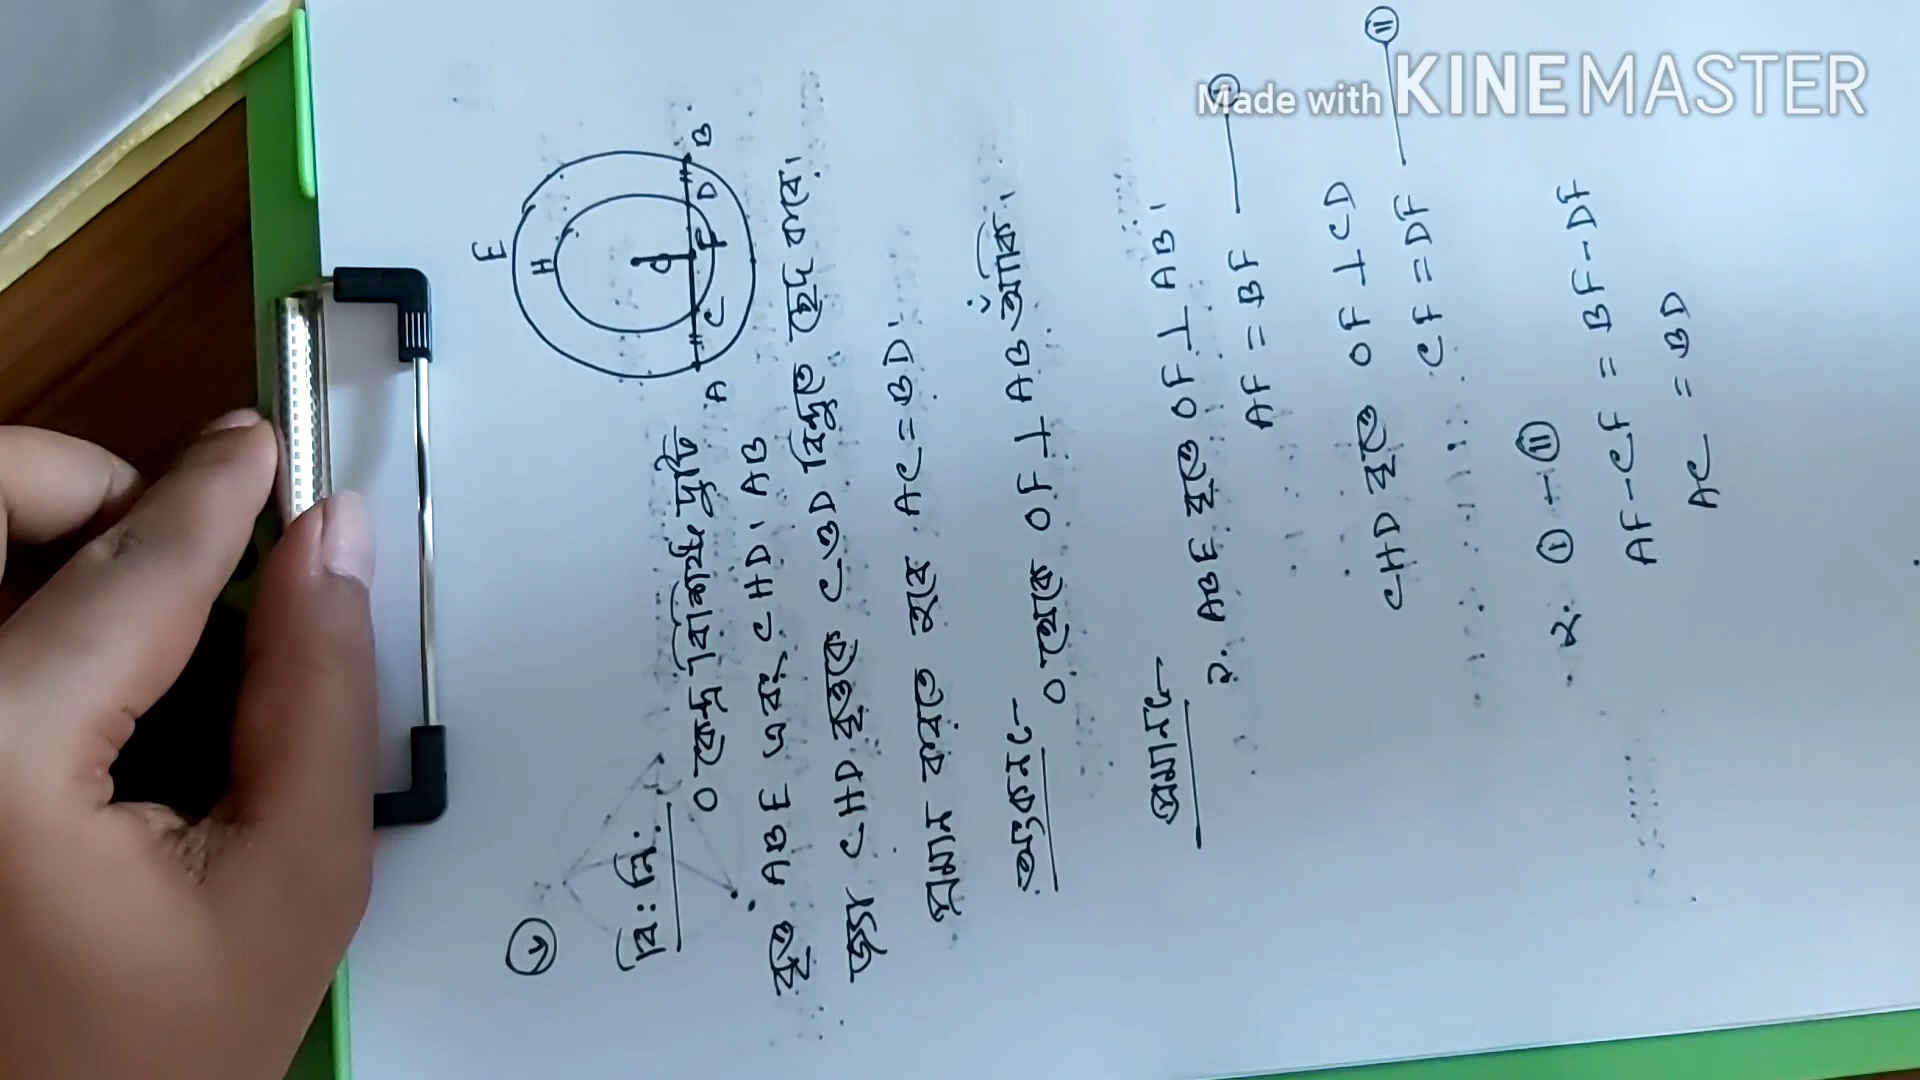 Made with KINEMASTER
৬
বি: নি:
O কেন্দ্র বিশিষ্ট দুটি
বৃত্ত ABE এবং CHD। AB
জ্যা CHD বৃত্তকে C ও D বিন্দুতে ছেদ করে।
প্রমাণ করতে হবে AC = BD।
অঙ্কন:-
O থেকে OF ⊥ AB আঁকি।
প্রমাণ:-
১. ABE বৃত্তে OF ⊥ AB।
AF = BF —— i
CHD বৃত্তে OF ⊥ CD
CF = DF —— ii
২. i - ii
AF - CF = BF - DF
AC = BD
E
H
O
A C F D B